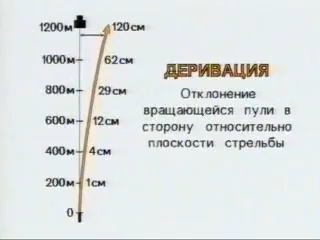 1200м 120см
1000м 62см
800м 29см
600м 12см
400м 4см
200м 1см
0
ДЕРИВАЦИЯ
Отклонение
вращающейся пули в
сторону относительно
плоскости стрельбы